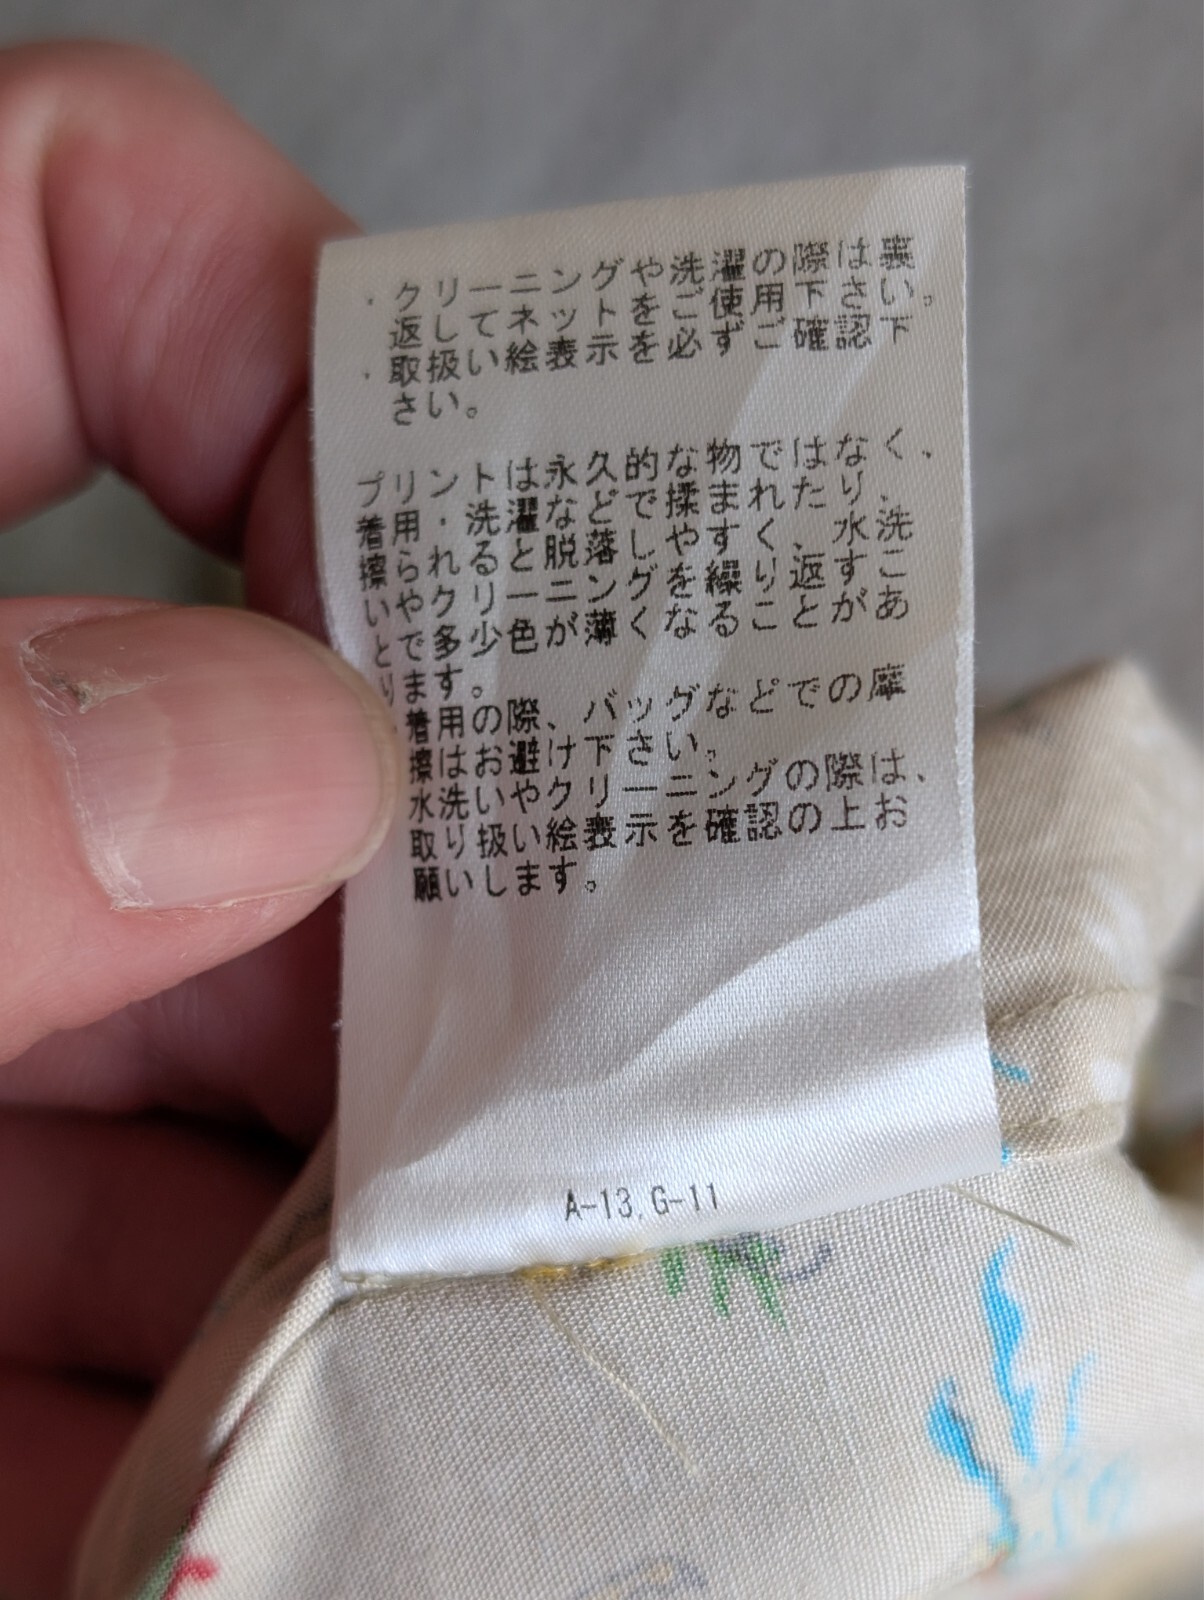 ・クリーニングや洗濯の際は裏
返してネットをご使用下さい。
・取扱い絵表示を必ずご確認下
さい。
プリントは永久的な物ではなく、
着用・洗濯などで揉まれたり、
擦られると脱落しやすく、水洗
いやクリーニングを繰り返すこ
とで多少色が薄くなることがあ
ります。
・着用の際、バッグなどでの摩
擦はお避け下さい。
水洗いやクリーニングの際は、
取り扱い絵表示を確認の上お
願いします。
A-13,G-11